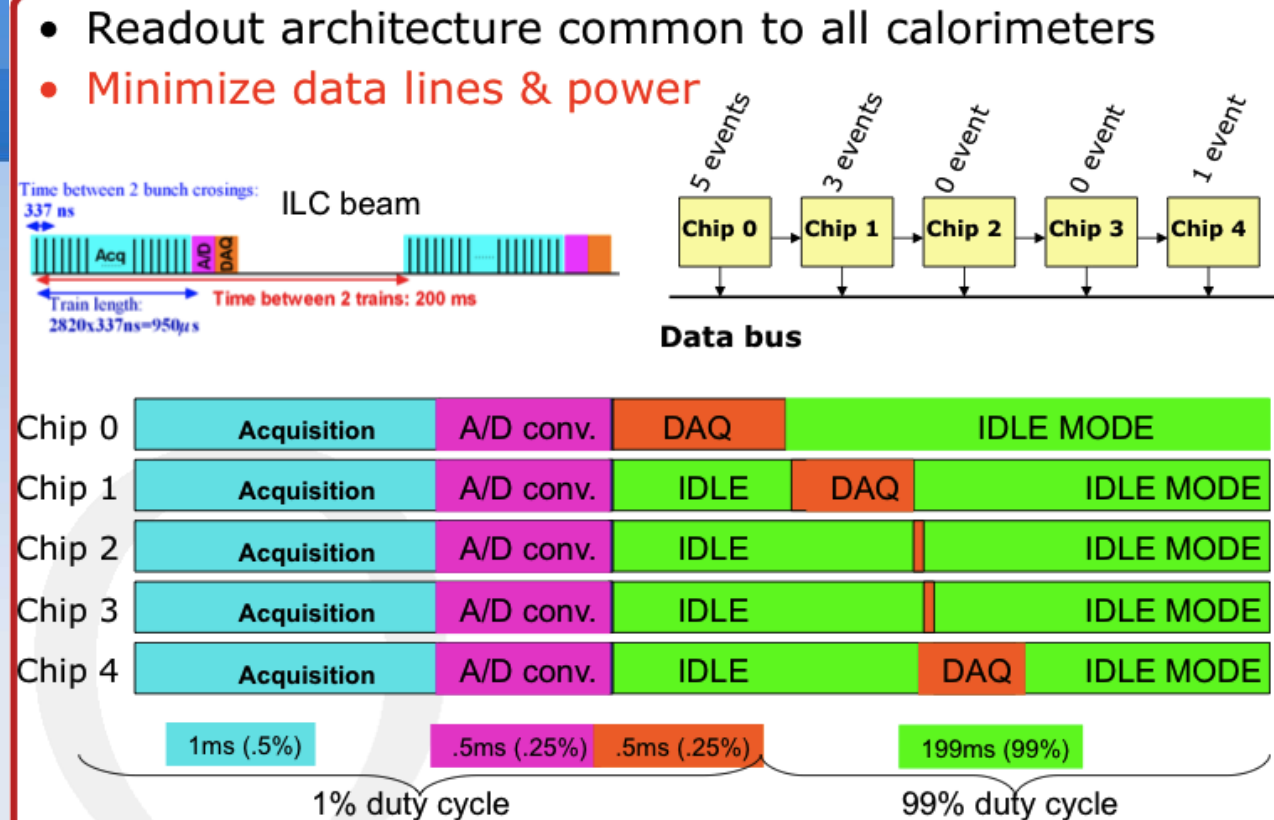 • Readout architecture common to all calorimeters
• Minimize data lines & power
Time between 2 bunch crosings:
337 ns
ILC beam
Acq
A/D
DAQ
Time between 2 trains: 200 ms
Train length:
2820x337ns=950µs
5 events
3 events
0 event
0 event
1 event
Chip 0
Chip 1
Chip 2
Chip 3
Chip 4
Data bus
Chip 0 Acquisition A/D conv. DAQ IDLE MODE
Chip 1 Acquisition A/D conv. IDLE DAQ IDLE MODE
Chip 2 Acquisition A/D conv. IDLE IDLE MODE
Chip 3 Acquisition A/D conv. IDLE IDLE MODE
Chip 4 Acquisition A/D conv. IDLE DAQ IDLE MODE
1ms (.5%) .5ms (.25%) .5ms (.25%) 199ms (99%)
1% duty cycle 99% duty cycle